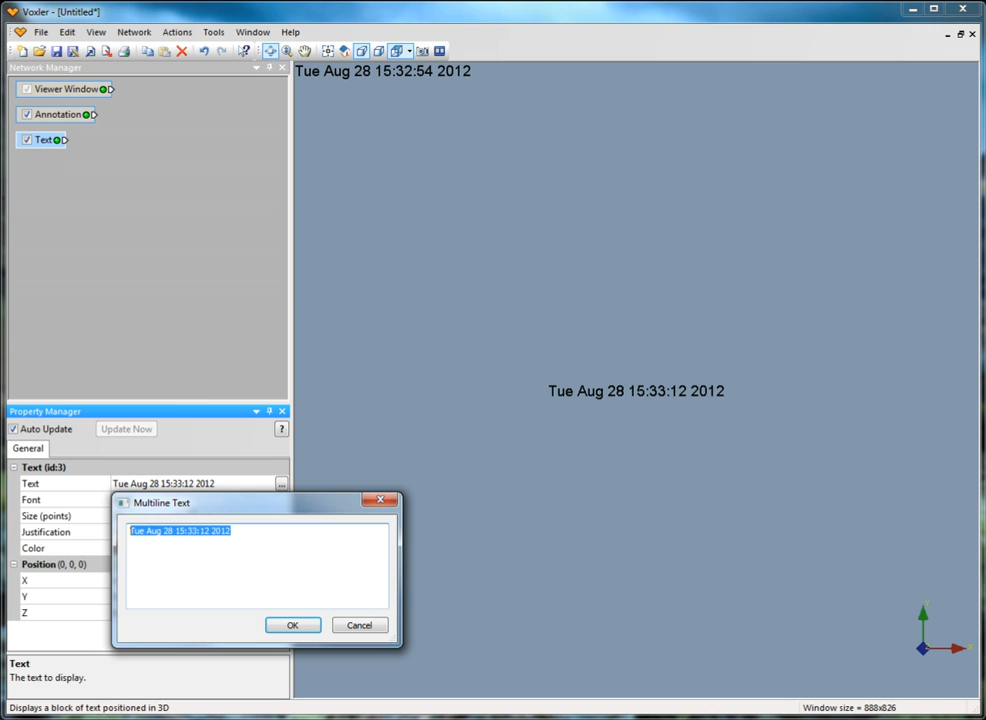 Voxler - [Untitled*]
File Edit View Network Actions Tools Window Help
Network Manager
Tue Aug 28 15:32:54 2012
Viewer Window
Annotation
Text
Tue Aug 28 15:33:12 2012
Property Manager
Auto Update Update Now ?
General
Text (id:3)
Text Tue Aug 28 15:33:12 2012 ...
Font
Size (points)
Justification
Color
Position (0, 0, 0)
X
Y
Z
Multiline Text
Tue Aug 28 15:33:12 2012
OK Cancel
Text
The text to display.
Displays a block of text positioned in 3D Window size = 888x826